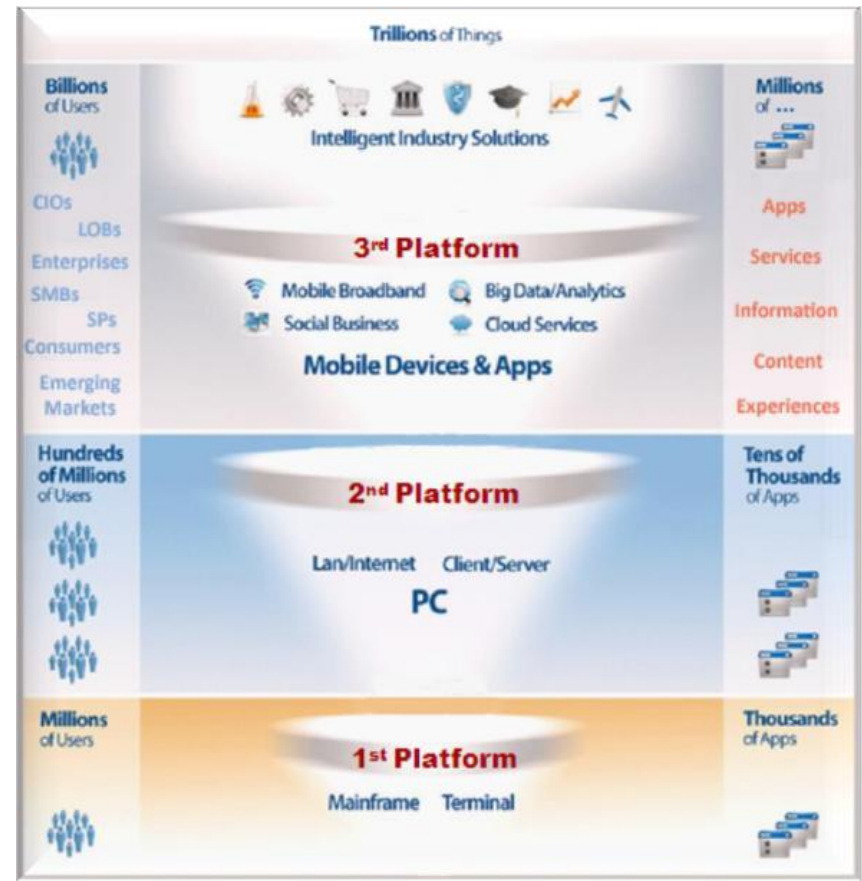 Trillions of Things
Billions
of Users
CIOs
LOBs
Enterprises
SMBs
SPs
Consumers
Emerging
Markets
Intelligent Industry Solutions
3rd Platform
Mobile Broadband
Big Data/Analytics
Social Business
Cloud Services
Mobile Devices & Apps
Millions
of ...
Apps
Services
Information
Content
Experiences
Hundreds
of Millions
of Users
2nd Platform
Lan/Internet Client/Server
PC
Tens of
Thousands
of Apps
Millions
of Users
1st Platform
Mainframe Terminal
Thousands
of Apps